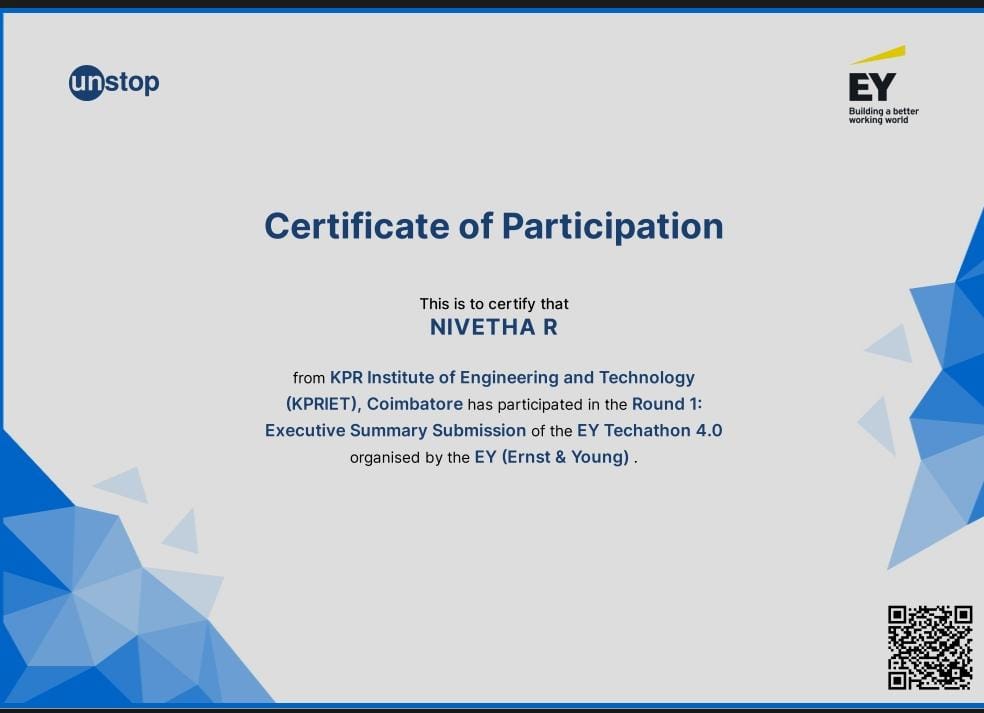 unstop
EY
Building a better
working world
Certificate of Participation
This is to certify that
NIVETHA R
from KPR Institute of Engineering and Technology
(KPRIET), Coimbatore has participated in the Round 1:
Executive Summary Submission of the EY Techathon 4.0
organised by the EY (Ernst & Young) .